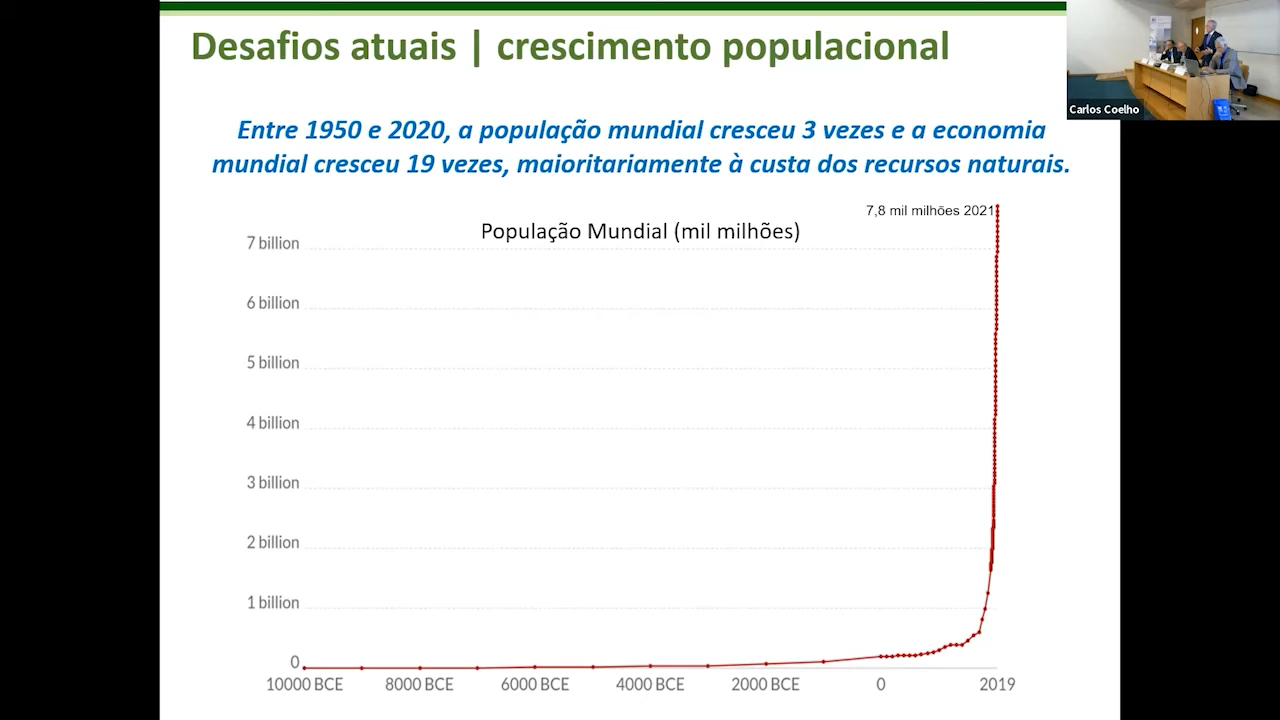 Desafios atuais | crescimento populacional
Carlos Coelho
Entre 1950 e 2020, a população mundial cresceu 3 vezes e a economia
mundial cresceu 19 vezes, maioritariamente à custa dos recursos naturais.
7,8 mil milhões 2021
População Mundial (mil milhões)
7 billion
6 billion
5 billion
4 billion
3 billion
2 billion
1 billion
0
10000 BCE 8000 BCE 6000 BCE 4000 BCE 2000 BCE 0 2019